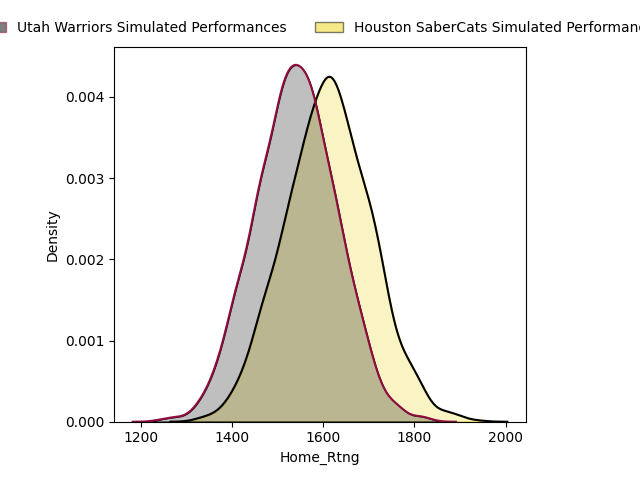 Utah Warriors Simulated Performances
Houston SaberCats Simulated
Density
0.004
0.003
0.002
0.001
0.000
1200 1400 1600 1800 2000
Home_Rtng